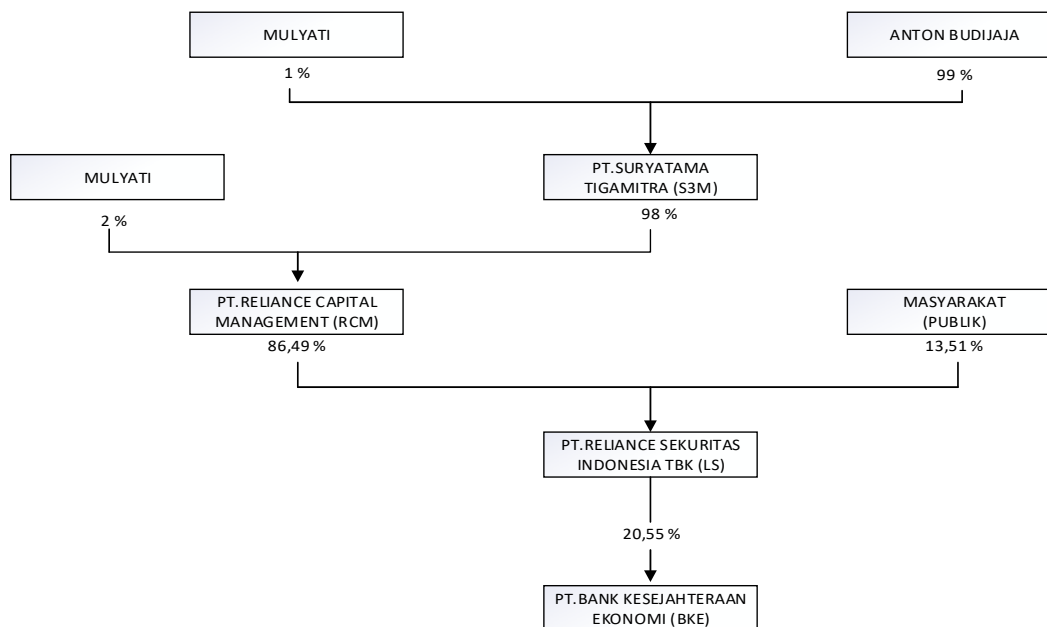 MULYATI
ANTON BUDIJAJA
1 %
99 %
MULYATI
PT.SURYATAMA
TIGAMITRA (S3M)
2 %
98 %
PT.RELIANCE CAPITAL
MANAGEMENT (RCM)
MASYARAKAT
(PUBLIK)
86,49 %
13,51 %
PT.RELIANCE SEKURITAS
INDONESIA TBK (LS)
20,55 %
PT.BANK KESEJAHTERAAN
EKONOMI (BKE)